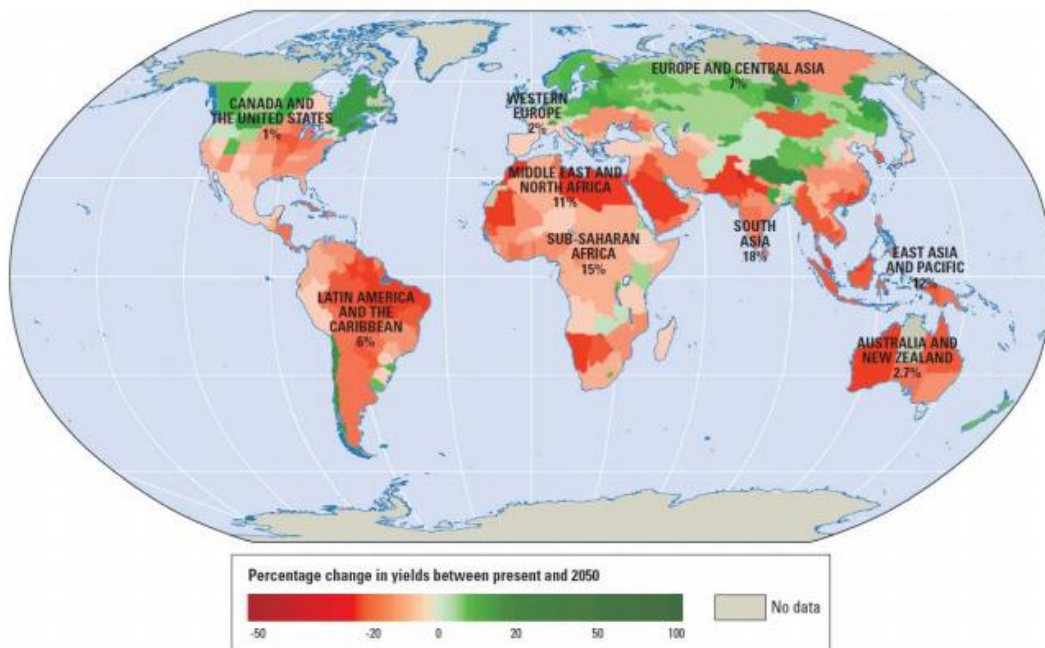 CANADA AND
THE UNITED STATES
1%
WESTERN
EUROPE
2%
EUROPE AND CENTRAL ASIA
7%
MIDDLE EAST AND
NORTH AFRICA
11%
SUB-SAHARAN
AFRICA
15%
SOUTH
ASIA
18%
EAST ASIA
AND PACIFIC
12%
LATIN AMERICA
AND THE
CARIBBEAN
6%
AUSTRALIA AND
NEW ZEALAND
2.7%
Percentage change in yields between present and 2050
-50 -20 0 20 50 100
No data